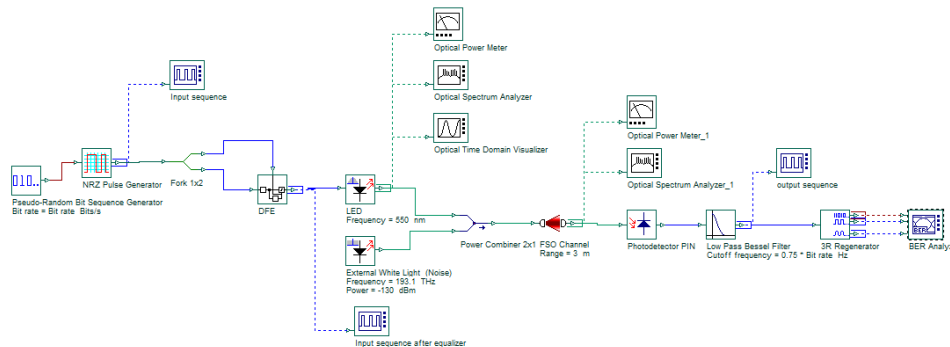 Optical Power Meter
Input sequence
Optical Spectrum Analyzer
Optical Power Meter_1
Optical Time Domain Visualizer
010..
NRZ Pulse Generator
Fork 1x2
Optical Spectrum Analyzer_1
output sequence
Pseudo-Random Bit Sequence Generator
Bit rate = Bit rate Bits/s
DFE
LED
Frequency = 550 nm
Power Combiner 2x1
FSO Channel
Range = 3 m
Photodetector PIN
Low Pass Bessel Filter
Cutoff frequency = 0.75 * Bit rate Hz
3R Regenerator
BER
BER Analyz
External White Light (Noise)
Frequency = 193.1 THz
Power = -130 dBm
Input sequence after equalizer